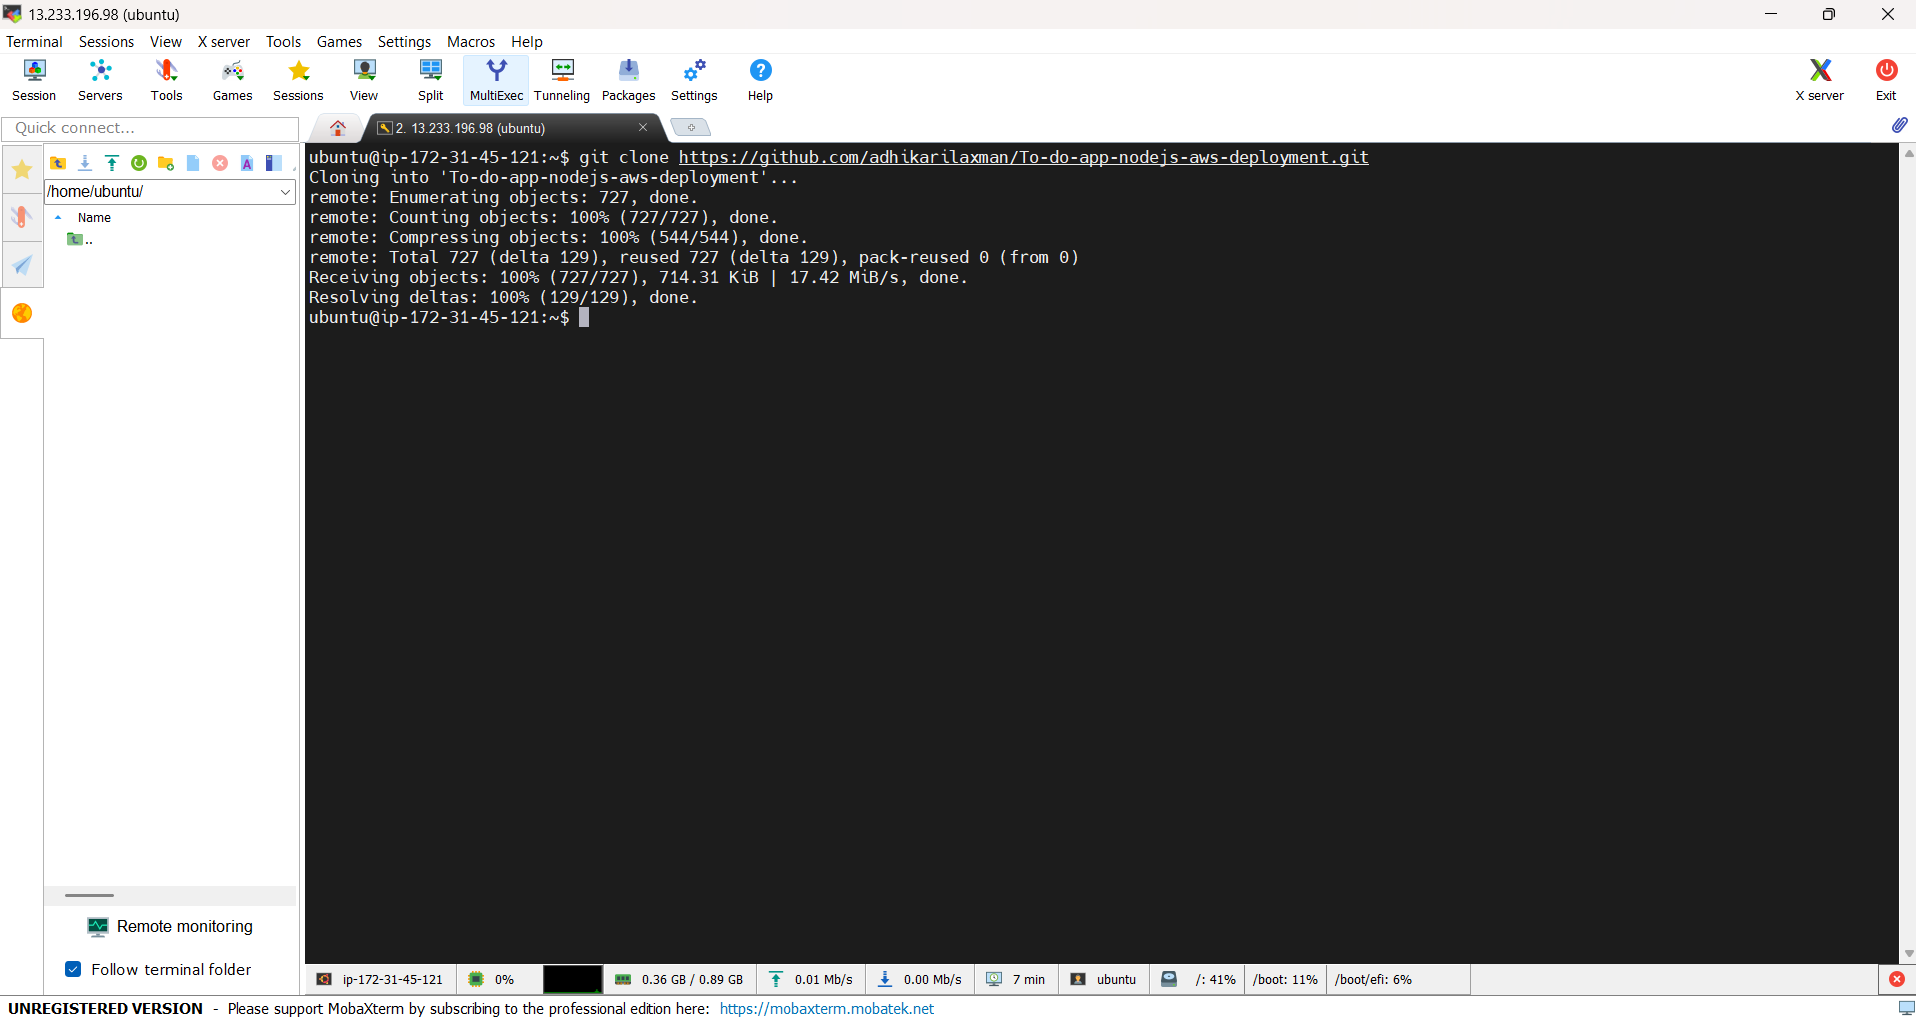 13.233.196.98 (ubuntu)
Terminal Sessions View X server Tools Games Settings Macros Help
Session Servers Tools Games Sessions View Split MultiExec Tunneling Packages Settings Help X server Exit
Quick connect...
2. 13.233.196.98 (ubuntu)
/home/ubuntu/
Name
..
ubuntu@ip-172-31-45-121:~$ git clone https://github.com/adhikarilaxman/To-do-app-nodejs-aws-deployment.git
Cloning into 'To-do-app-nodejs-aws-deployment'...
remote: Enumerating objects: 727, done.
remote: Counting objects: 100% (727/727), done.
remote: Compressing objects: 100% (544/544), done.
remote: Total 727 (delta 129), reused 727 (delta 129), pack-reused 0 (from 0)
Receiving objects: 100% (727/727), 714.31 KiB | 17.42 MiB/s, done.
Resolving deltas: 100% (129/129), done.
ubuntu@ip-172-31-45-121:~$
Remote monitoring
Follow terminal folder
ip-172-31-45-121 0% 0.36 GB / 0.89 GB 0.01 Mb/s 0.00 Mb/s 7 min ubuntu /: 41% /boot: 11% /boot/efi: 6%
UNREGISTERED VERSION - Please support MobaXterm by subscribing to the professional edition here: https://mobaxterm.mobatek.net